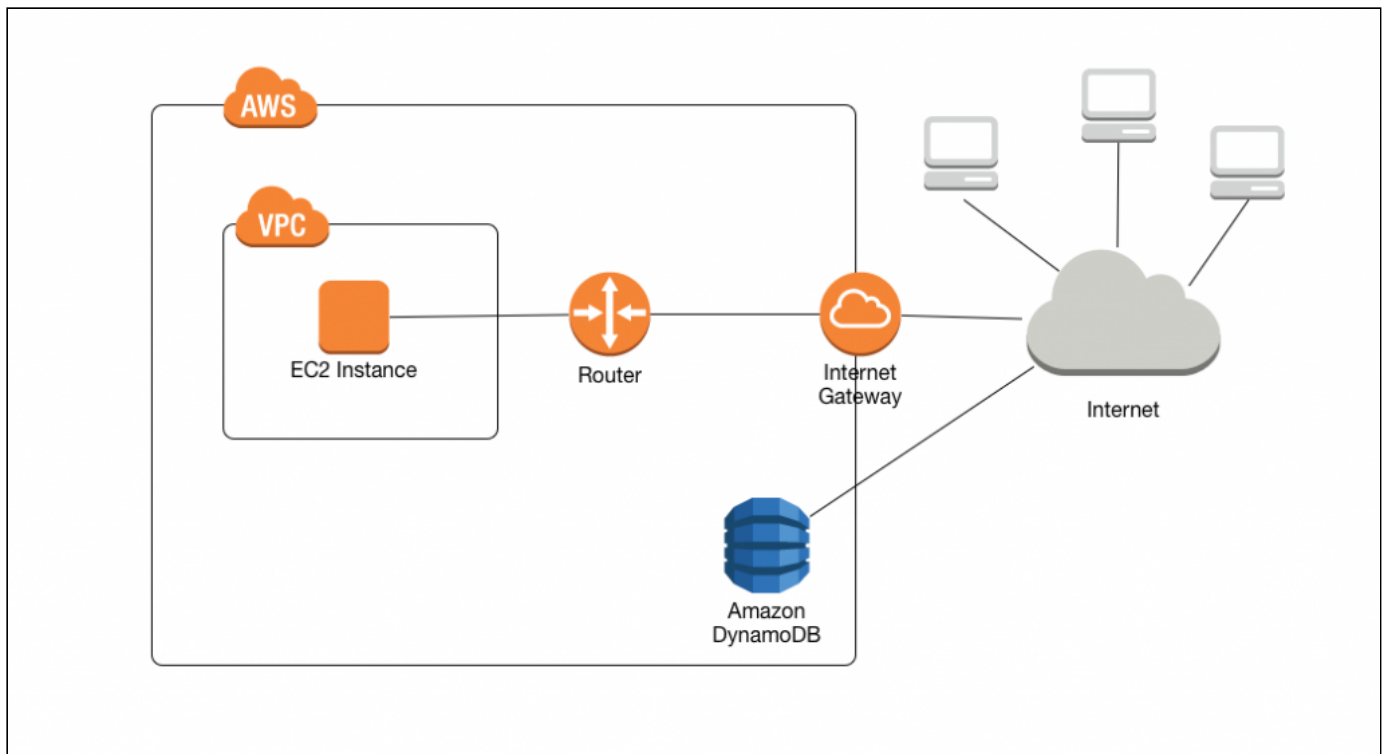 AWS
VPC
EC2 Instance
Router
Internet
Gateway
Internet
Amazon
DynamoDB